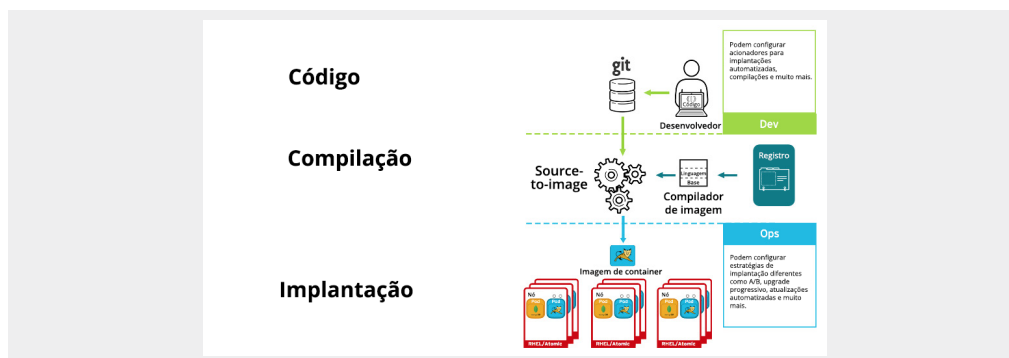 Código
git
{ }
Código
Desenvolvedor
Podem configurar
acionadores para
implantações
automatizadas,
compilações e muito
mais.
Dev
Compilação
Source-
to-image
Linguagem
Base
Compilador
de imagem
Registro
Ops
Podem configurar
estratégias de
implantação diferentes
como A/B, upgrade
progressivo, atualizações
automatizadas e muito
mais.
Implantação
Imagem de container
Nó
Pod
Pod
RHEL/Atomic
Nó
Pod
Pod
RHEL/Atomic
Nó
Pod
Pod
RHEL/Atomic